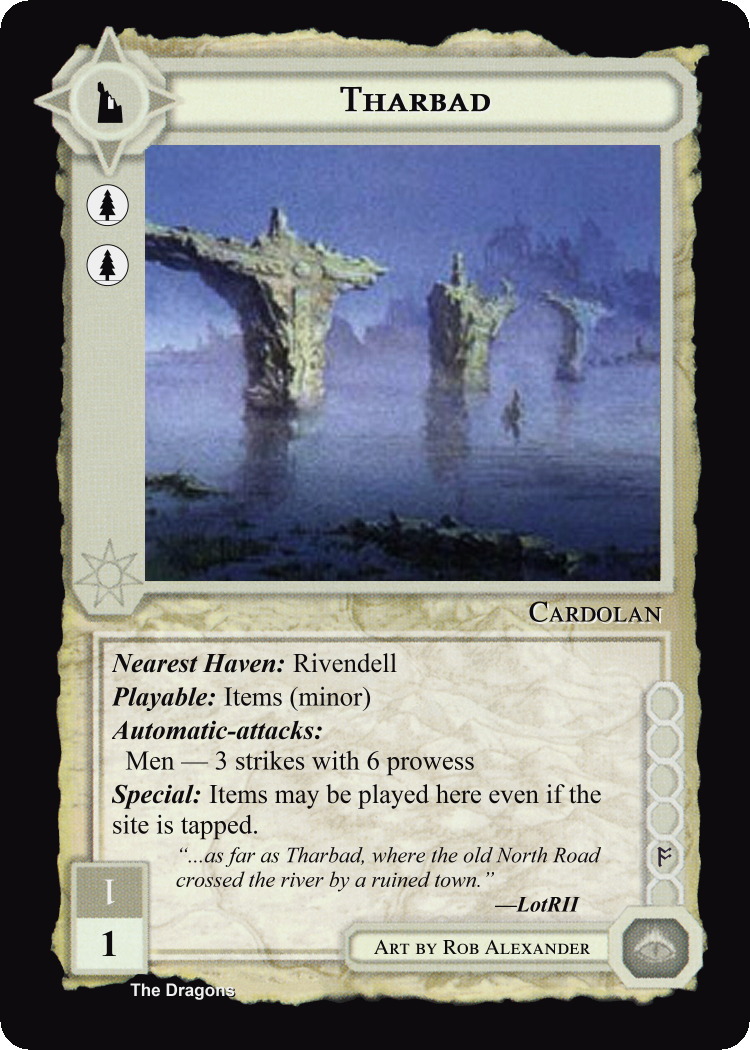 THARBAD
CARDOLAN
Nearest Haven: Rivendell
Playable: Items (minor)
Automatic-attacks:
Men — 3 strikes with 6 prowess
Special: Items may be played here even if the
site is tapped.
“...as far as Tharbad, where the old North Road
crossed the river by a ruined town.”
—LotRII
1
1
ART BY ROB ALEXANDER
The Dragons